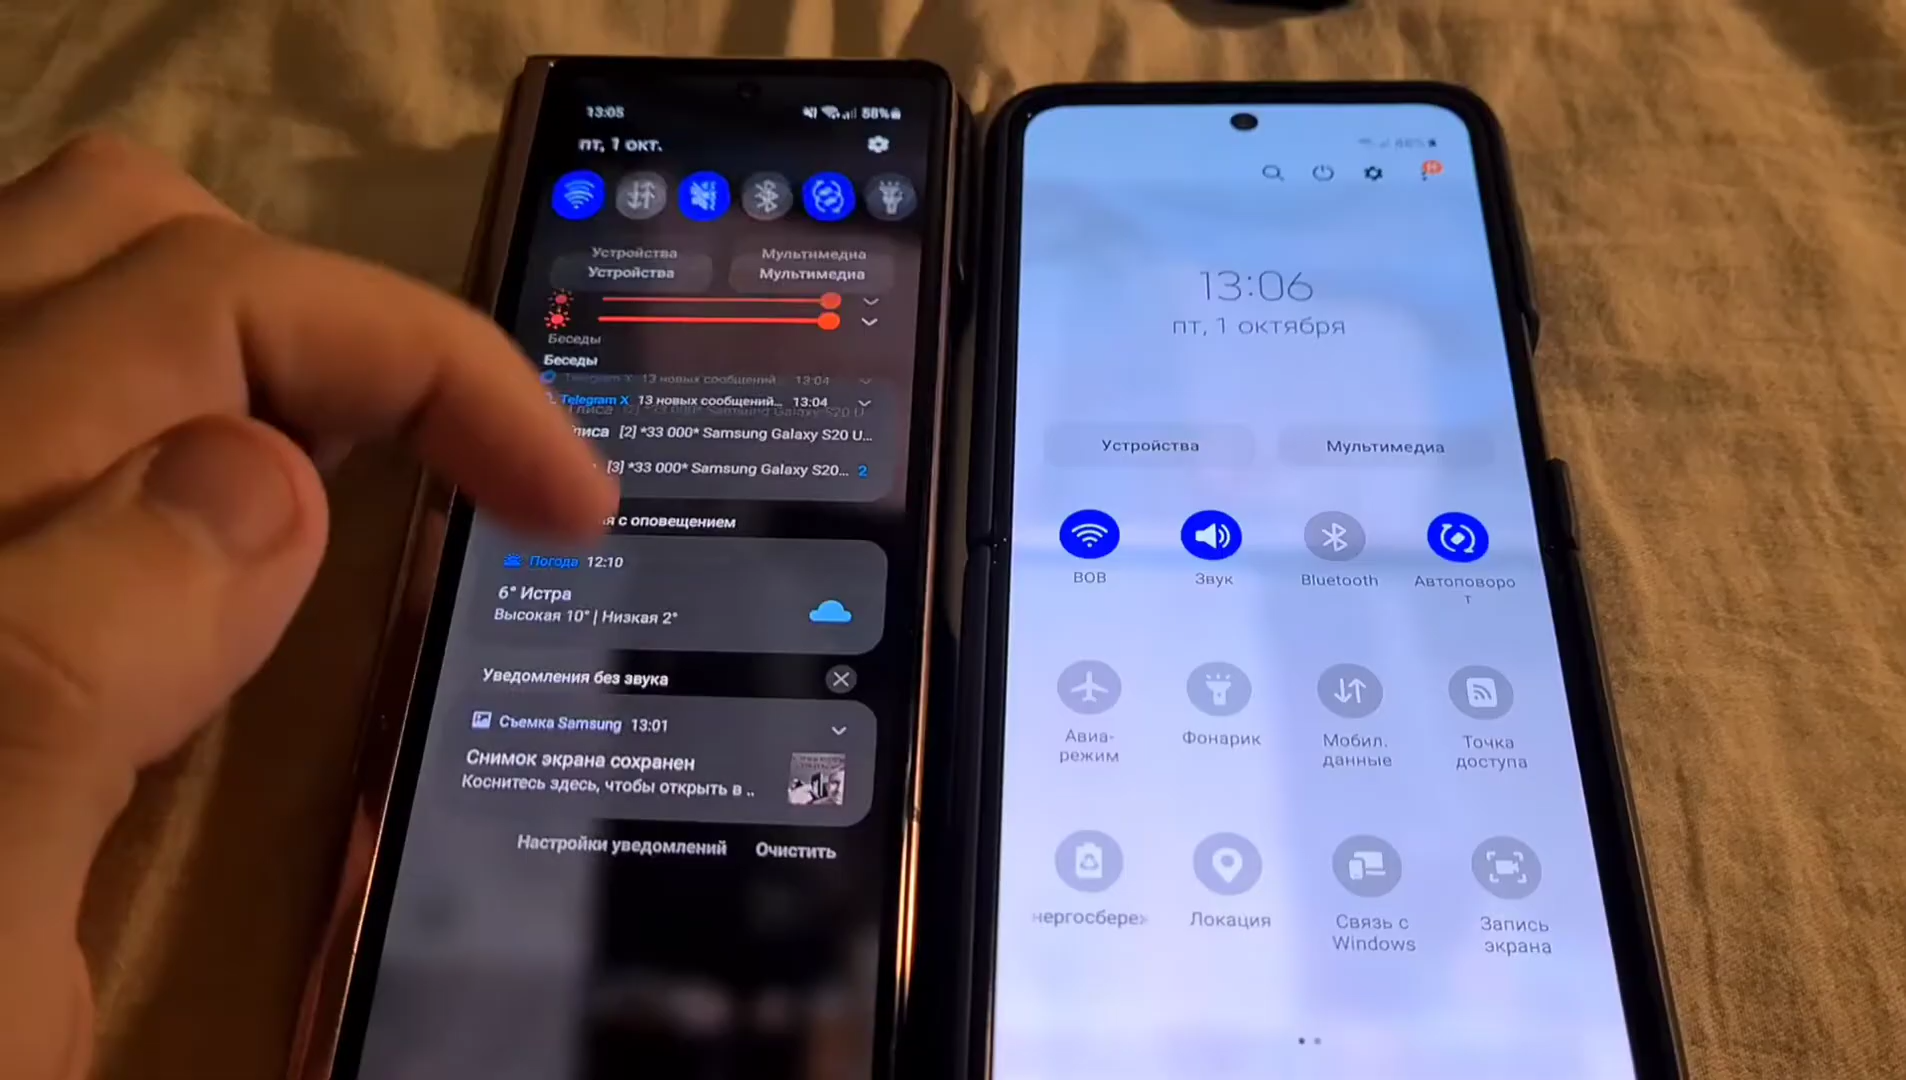 13:05
58%
пт, 1 окт.
Устройства
Мультимедиа
Устройства
Мультимедиа
Беседы
Беседы
Telegram X 13 новых сообщений 13:04
Telegram X 13 новых сообщений... 13:04
[2] *33 000* Samsung Galaxy S20 U...
[3] *33 000* Samsung Galaxy S20... 2
с оповещением
Погода 12:10
6° Истра
Высокая 10° | Низкая 2°
Уведомления без звука
Съемка Samsung 13:01
Снимок экрана сохранен
Коснитесь здесь, чтобы открыть в ..
Настройки уведомлений
Очистить
13:06
пт, 1 октября
Устройства
Мультимедиа
BOB
Звук
Bluetooth
Автоповоро
т
Авиа-
режим
Фонарик
Мобил.
данные
Точка
доступа
нергосбереж
Локация
Связь с
Windows
Запись
экрана